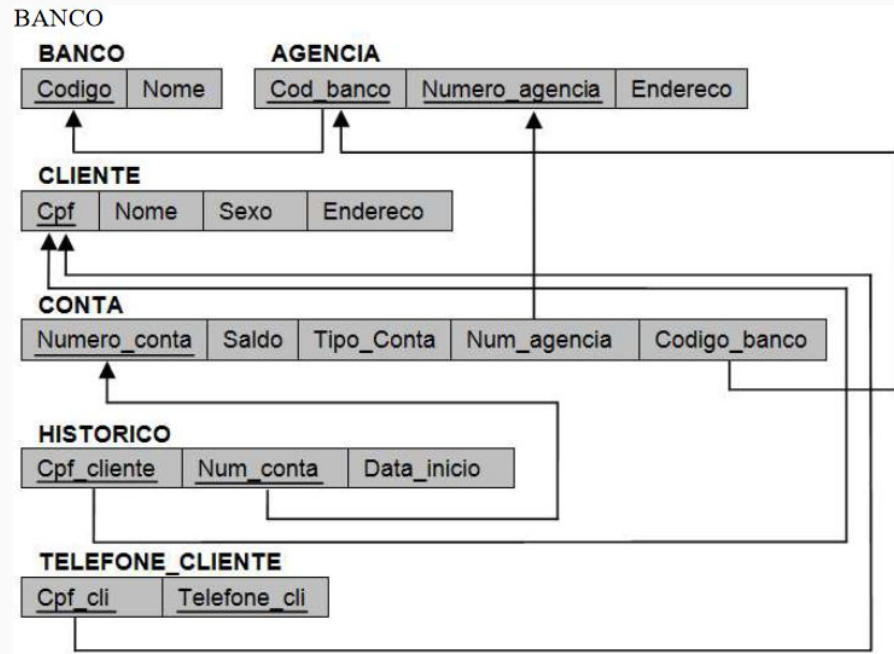 BANCO
BANCO AGENCIA
Codigo Nome Cod_banco Numero_agencia Endereco
CLIENTE
Cpf Nome Sexo Endereco
CONTA
Numero_conta Saldo Tipo_Conta Num_agencia Codigo_banco
HISTORICO
Cpf_cliente Num_conta Data_inicio
TELEFONE_CLIENTE
Cpf_cli Telefone_cli